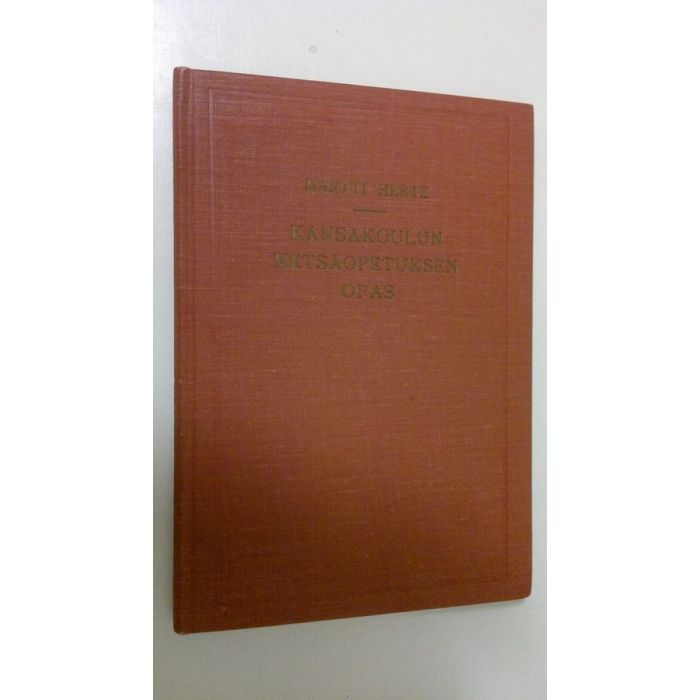 MARTTI HERTZ
KANSAKOULUN
METSÄOPETUKSEN
OPAS